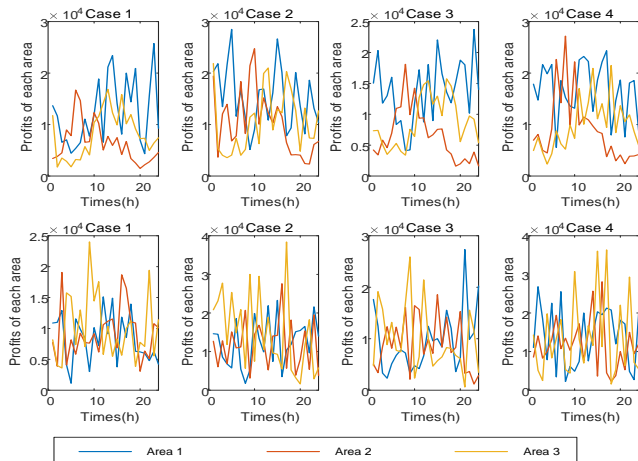 × 10⁴ Case 1
× 10⁴ Case 2
× 10⁴ Case 3
× 10⁴ Case 4
Profits of each area
3
2
1
0
0 10 20
Times(h)
Profits of each area
3
2
1
0
0 10 20
Times(h)
Profits of each area
2.5
2
1.5
1
0.5
0
0 10 20
Times(h)
Profits of each area
3
2
1
0
0 10 20
Times(h)
× 10⁴ Case 1
× 10⁴ Case 2
× 10⁴ Case 3
× 10⁴ Case 4
Profits of each area
2.5
2
1.5
1
0.5
0
0 10 20
Times(h)
Profits of each area
4
3
2
1
0
0 10 20
Times(h)
Profits of each area
3
2
1
0
0 10 20
Times(h)
Profits of each area
4
3
2
1
0
0 10 20
Times(h)
Area 1 Area 2 Area 3